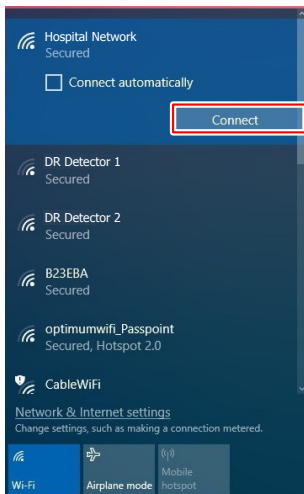 Hospital Network
Secured
Connect automatically
Connect
DR Detector 1
Secured
DR Detector 2
Secured
B23EBA
Secured
optimumwifi_Passpoint
Secured, Hotspot 2.0
CableWiFi
Network & Internet settings
Change settings, such as making a connection metered.
Wi-Fi
Airplane mode
Mobile
hotspot